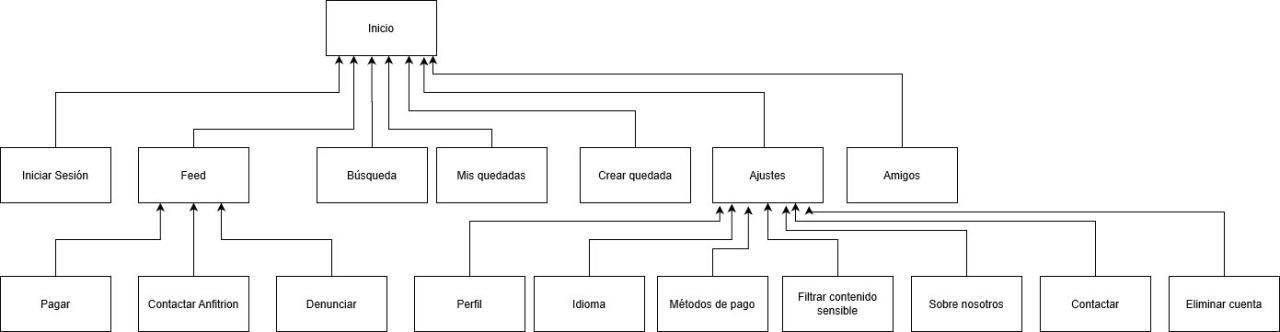 Inicio
Iniciar Sesión
Feed
Búsqueda
Mis quedadas
Crear quedada
Ajustes
Amigos
Pagar
Contactar Anfitrion
Denunciar
Perfil
Idioma
Métodos de pago
Filtrar contenido
sensible
Sobre nosotros
Contactar
Eliminar cuenta